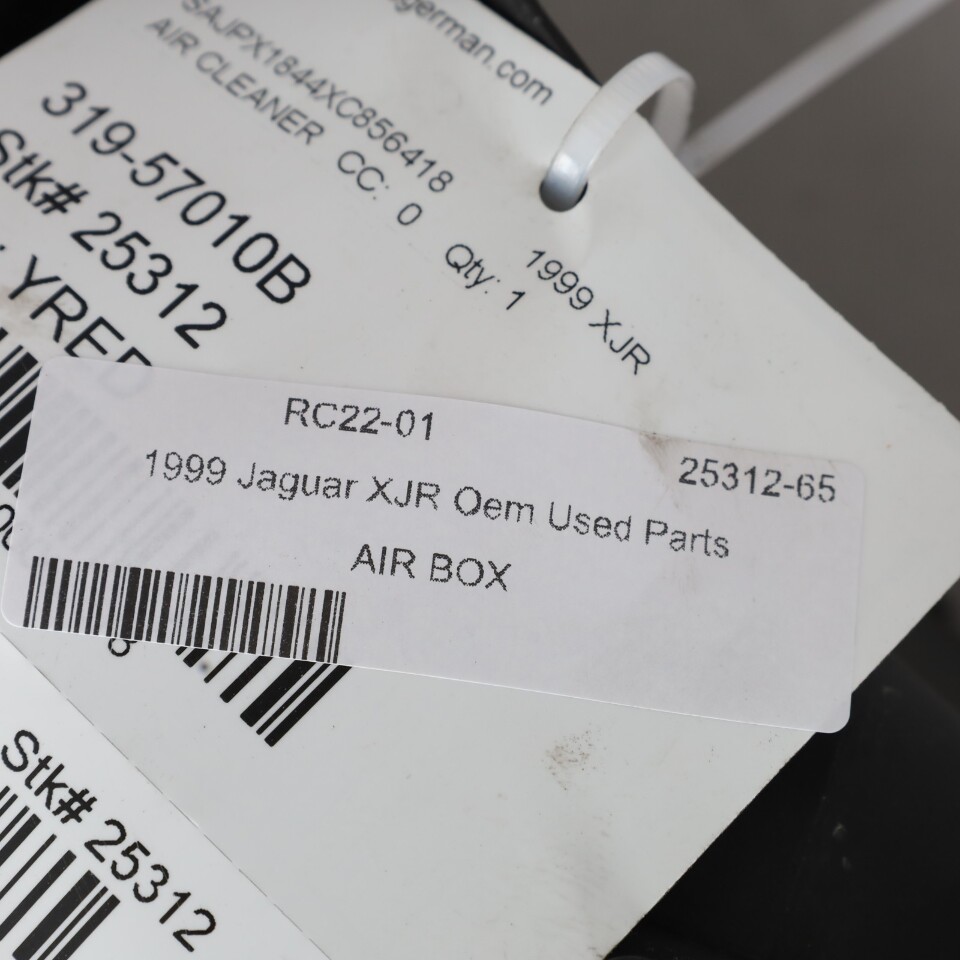 german.com
SAJPX1844XC856418
AIR CLEANER CC: 0 Qty: 1
1999 XJR
319-57010B
Stk# 25312
YRED
RC22-01
25312-65
1999 Jaguar XJR Oem Used Parts
AIR BOX
Stk# 25312